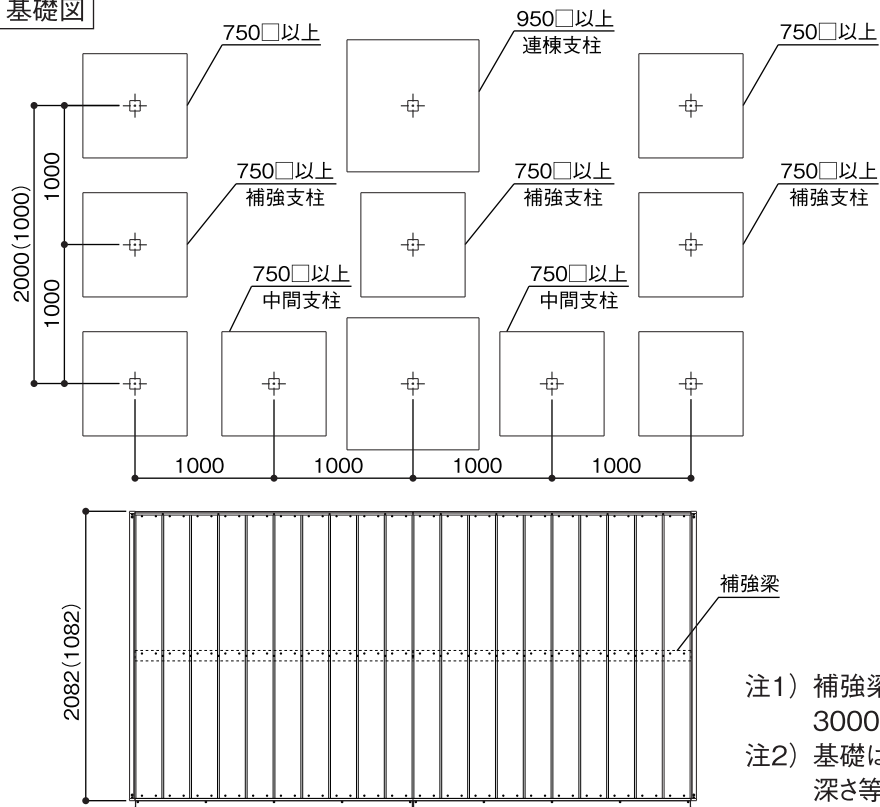 基礎図
750□以上
950□以上
連棟支柱
750□以上
750□以上
補強支柱
750□以上
補強支柱
750□以上
補強支柱
2000(1000)
1000
1000
750□以上
中間支柱
750□以上
中間支柱
1000
1000
1000
1000
2082(1082)
補強梁
注1) 補強梁
3000
注2) 基礎は
深さ等